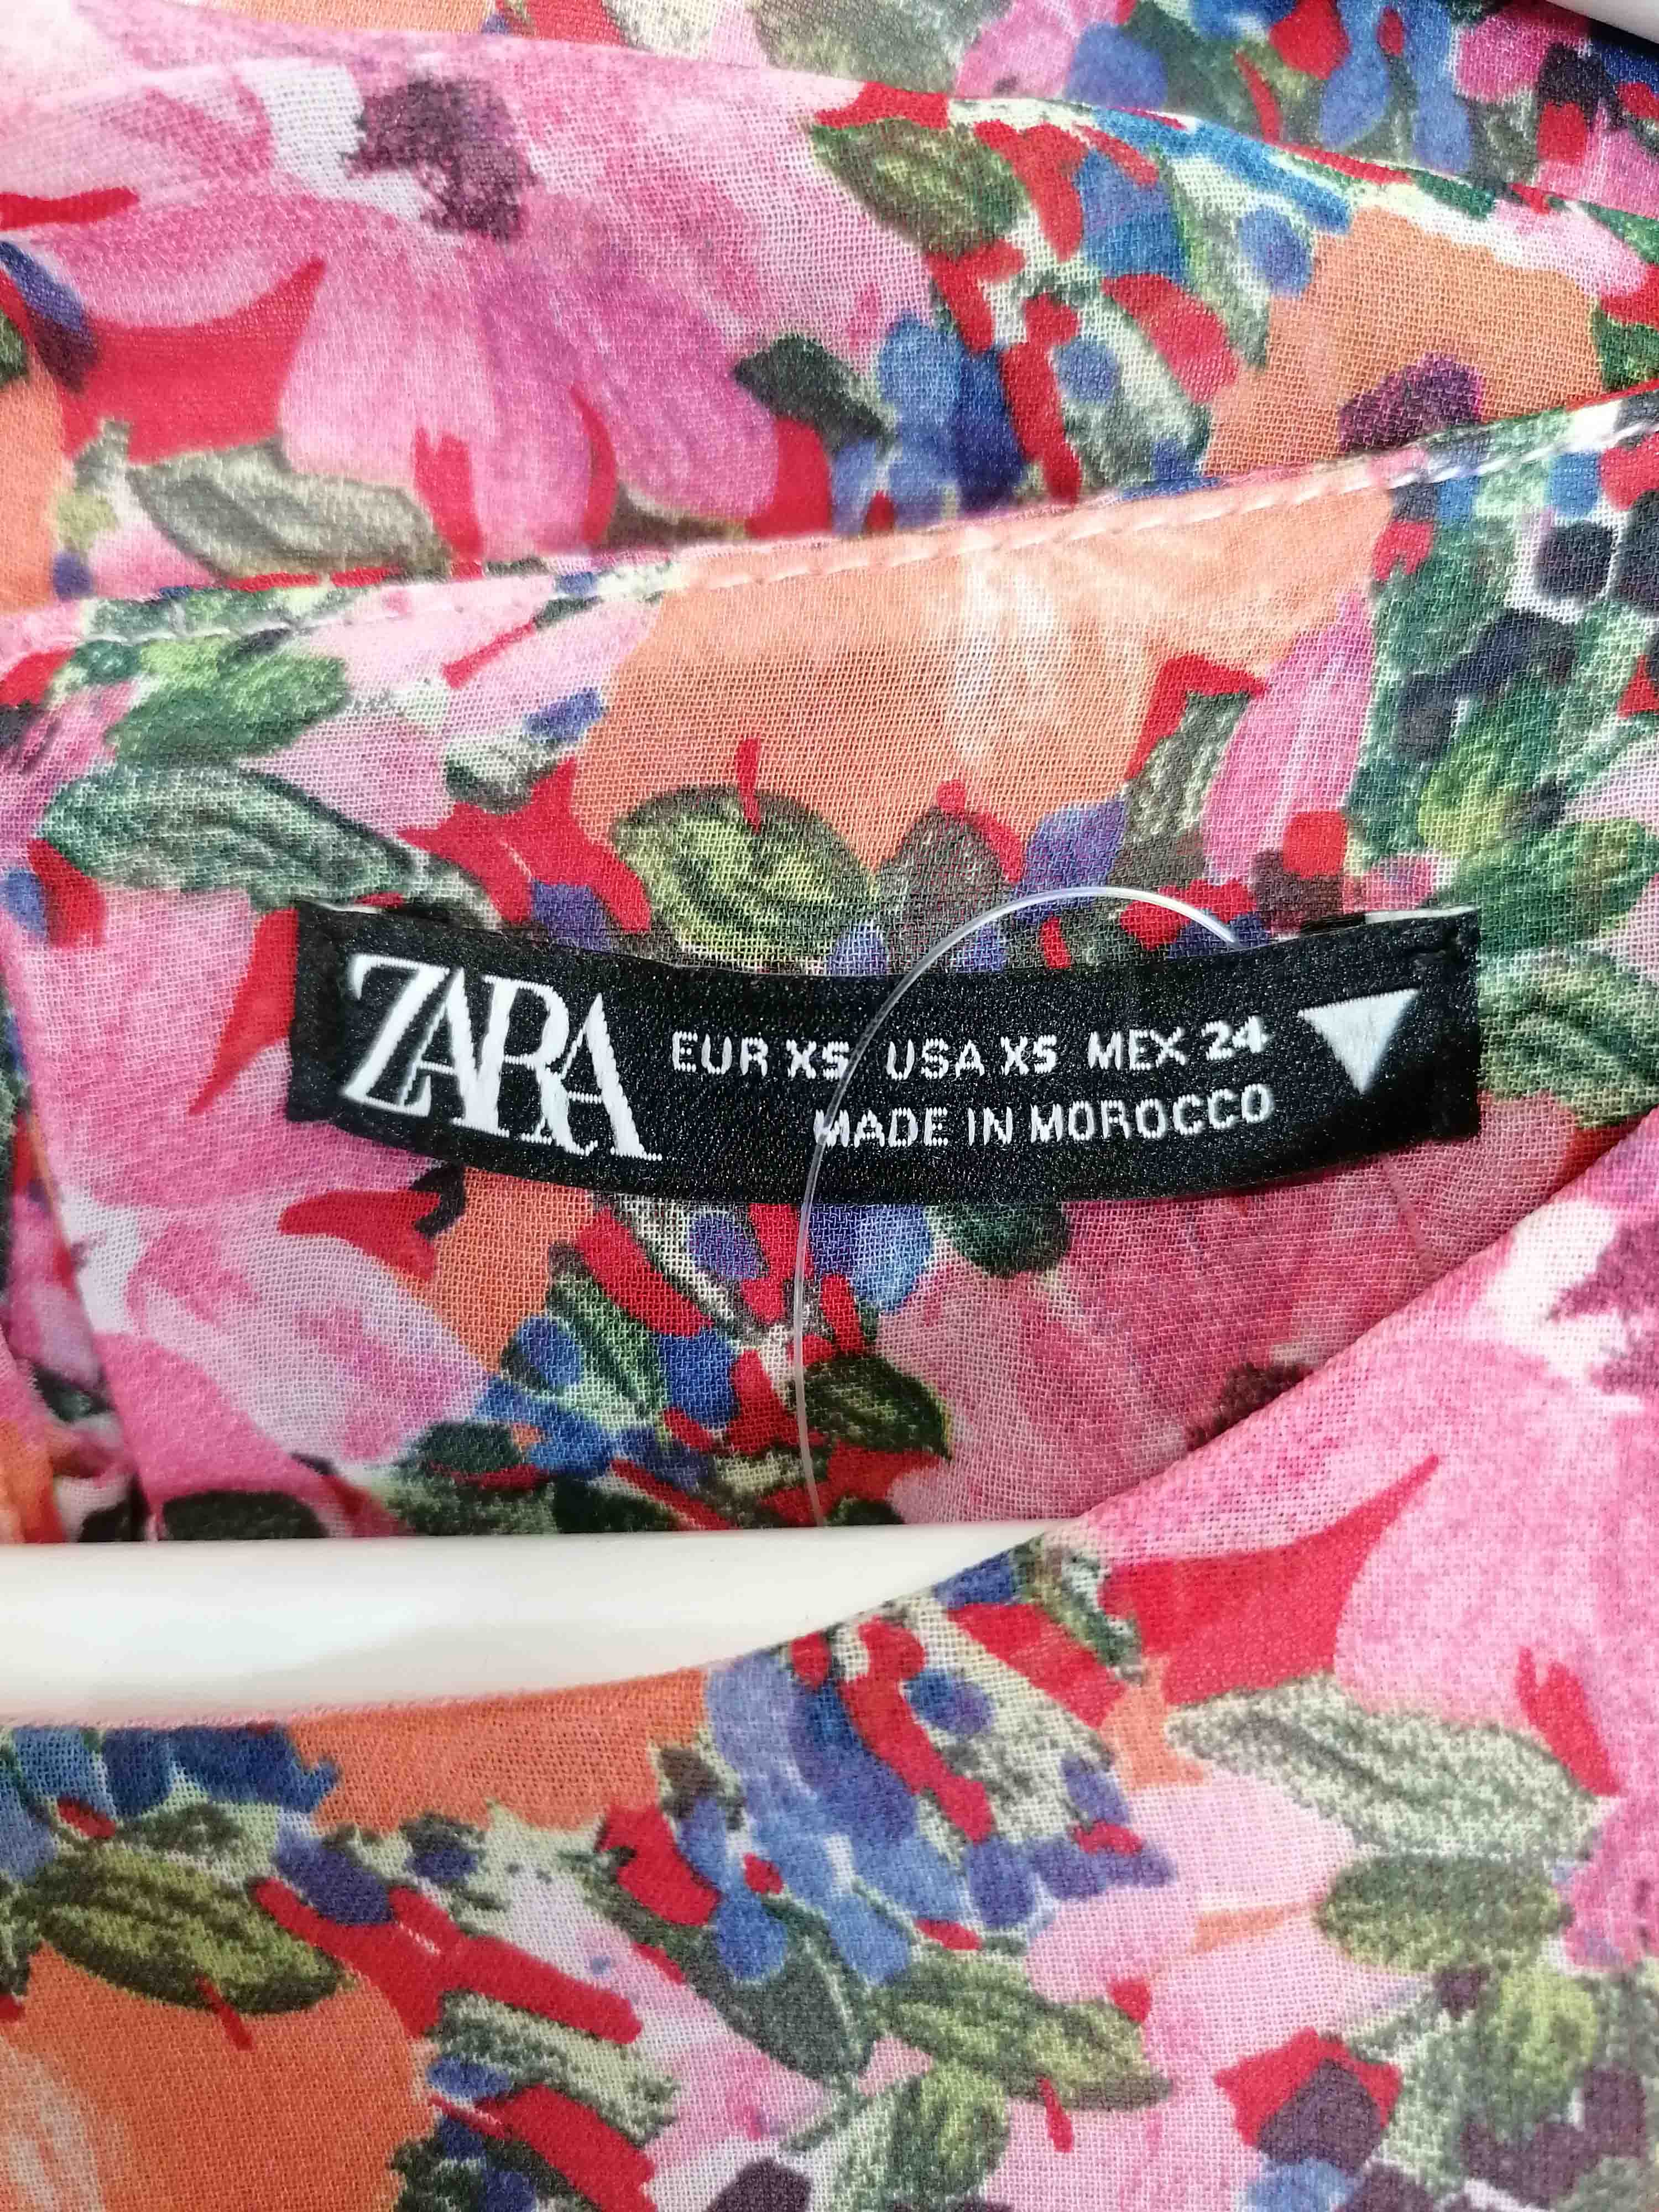 ZARA
EUR XS USA XS MEX 24
MADE IN MOROCCO